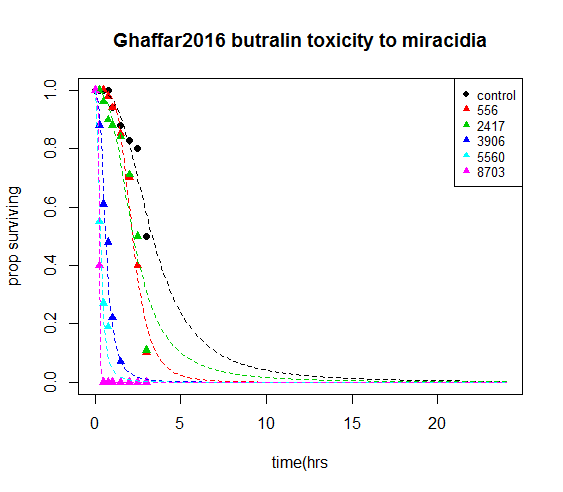 Ghaffar2016 butralin toxicity to miracidia
prop surviving
1.0
0.8
0.6
0.4
0.2
0.0
control
556
2417
3906
5560
8703
0 5 10 15 20
time(hrs